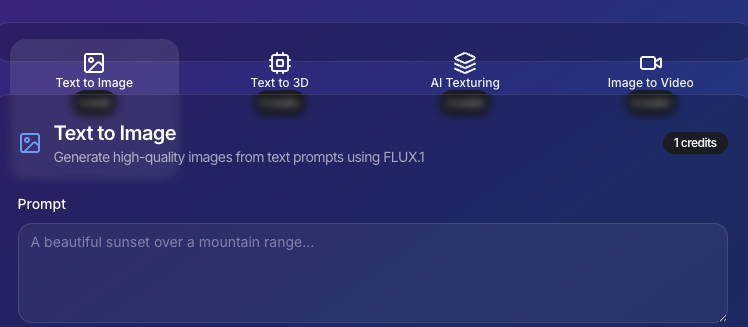 Text to Image
Text to 3D
AI Texturing
Image to Video
Text to Image
Generate high-quality images from text prompts using FLUX.1
1 credits
Prompt
A beautiful sunset over a mountain range...